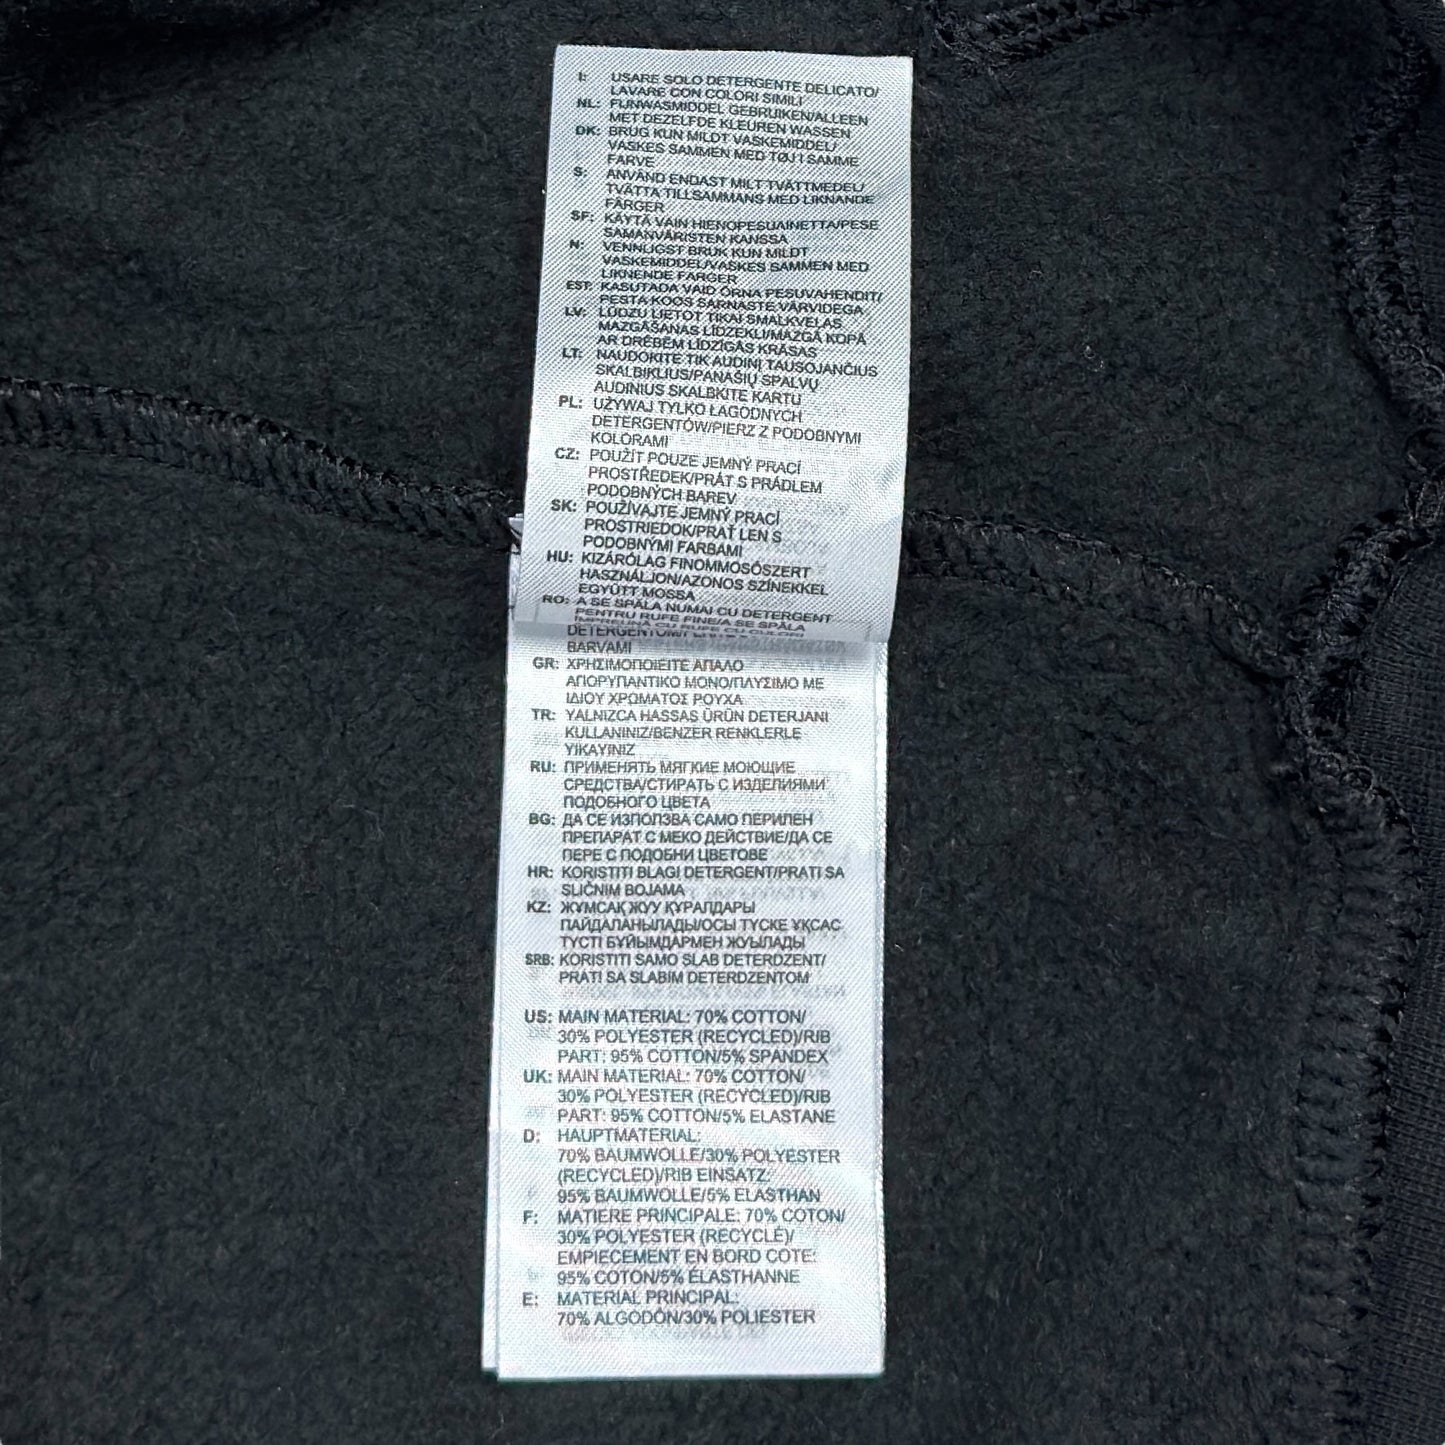 I: USARE SOLO DETERGENTE DELICATO/
LAVARE CON COLORI SIMILI
NL: FIJNWASMIDDEL GEBRUIKEN/ALLEEN
MET DEZELFDE KLEUREN WASSEN
DK: BRUG KUN MILDT VASKEMIDDEL/
VASKES SAMMEN MED TØJ I SAMME
FARVE
S: ANVÄND ENDAST MILT TVÄTTMEDEL/
TVÄTTA TILLSAMMANS MED LIKNANDE
FÄRGER
SF: KÄYTÄ VAIN HIENOPESUAINETTA/PESE
SAMANVÄRISTEN KANSSA
N: VENNLIGST BRUK KUN MILDT
VASKEMIDDEL/VASKES SAMMEN MED
LIKNENDE FARGER
EST: KASUTADA VAID ÕRNA PESUVAHENDIT/
PESTA KOOS SARNASTE VÄRVIDEGA
LV: LŪDZU LIETOT TIKAI SMALKVEĻAS
MAZGĀŠANAS LĪDZEKLI/MAZGĀ KOPĀ
AR DRĒBĒM LĪDZĪGĀS KRĀSAS
LT: NAUDOKITE TIK AUDINĮ TAUSOJANČIUS
SKALBIKLIUS/PANAŠIŲ SPALVŲ
AUDINIUS SKALBKITE KARTU
PL: UŻYWAJ TYLKO ŁAGODNYCH
DETERGENTÓW/PIERZ Z PODOBNYMI
KOLORAMI
CZ: POUŽÍT POUZE JEMNÝ PRACÍ
PROSTŘEDEK/PRÁT S PRÁDLEM
PODOBNÝCH BAREV
SK: POUŽÍVAJTE JEMNÝ PRACÍ
PROSTRIEDOK/PRAŤ LEN S
PODOBNÝMI FARBAMI
HU: KIZÁRÓLAG FINOMMOSÓSZERT
HASZNÁLJON/AZONOS SZÍNEKKEL
EGYÜTT MOSSA
RO: A SE SPĂLA NUMAI CU DETERGENT
PENTRU RUFE FINE/A SE SPĂLA
ÎMPREUNĂ CU RUFE CU CULORI
BARVAMI
GR: ΧΡΗΣΙΜΟΠΟΙΕΙΤΕ ΑΠΑΛΟ
ΑΠΟΡΥΠΑΝΤΙΚΟ ΜΟΝΟ/ΠΛΥΣΙΜΟ ΜΕ
ΙΔΙΟΥ ΧΡΩΜΑΤΟΣ ΡΟΥΧΑ
TR: YALNIZCA HASSAS ÜRÜN DETERJANI
KULLANINIZ/BENZER RENKLERLE
YIKAYINIZ
RU: ПРИМЕНЯТЬ МЯГКИЕ МОЮЩИЕ
СРЕДСТВА/СТИРАТЬ С ИЗДЕЛИЯМИ
ПОДОБНОГО ЦВЕТА
BG: ДА СЕ ИЗПОЛЗВА САМО ПЕРИЛЕН
ПРЕПАРАТ С МЕКО ДЕЙСТВИЕ/ДА СЕ
ПЕРЕ С ПОДОБНИ ЦВЕТОВЕ
HR: KORISTITI BLAGI DETERGENT/PRATI SA
SLIČNIM BOJAMA
KZ: ЖҰМСАҚ ЖУУ ҚҰРАЛДАРЫ
ПАЙДАЛАНЫЛАДЫ/ОСЫ ТҮСКЕ ҰҚСАС
ТҮСТІ БҰЙЫМДАРМЕН ЖУЫЛАДЫ
SRB: KORISTITI SAMO SLAB DETERDZENT/
PRATI SA SLABIM DETERDZENTOM
US: MAIN MATERIAL: 70% COTTON/
30% POLYESTER (RECYCLED)/RIB
PART: 95% COTTON/5% SPANDEX
UK: MAIN MATERIAL: 70% COTTON/
30% POLYESTER (RECYCLED)/RIB
PART: 95% COTTON/5% ELASTANE
D: HAUPTMATERIAL:
70% BAUMWOLLE/30% POLYESTER
(RECYCLED)/RIB EINSATZ:
95% BAUMWOLLE/5% ELASTHAN
F: MATIÈRE PRINCIPALE: 70% COTON/
30% POLYESTER (RECYCLÉ)/
EMPIECEMENT EN BORD COTE:
95% COTON/5% ÉLASTHANNE
E: MATERIAL PRINCIPAL:
70% ALGODÓN/30% POLIESTER